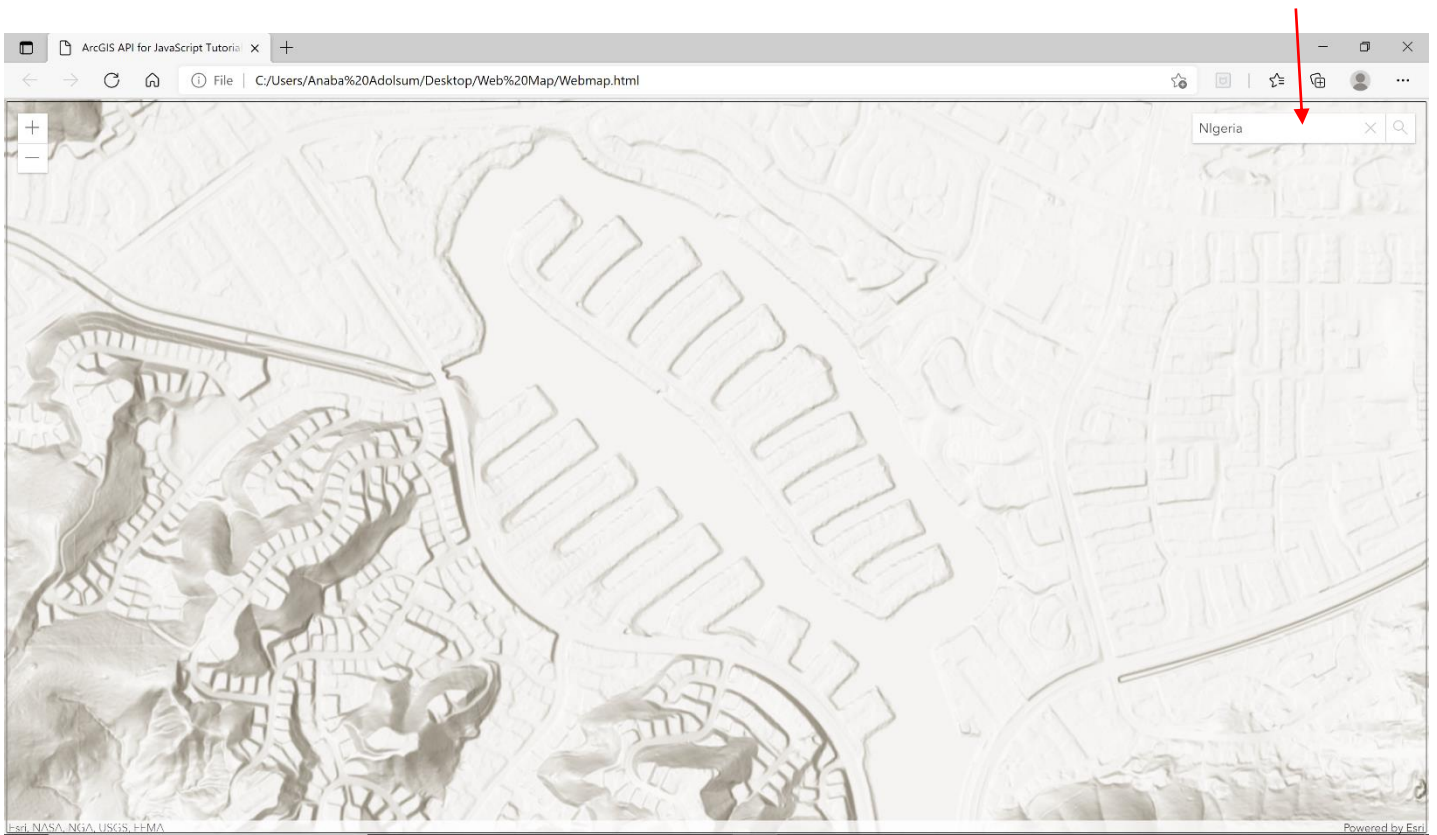 ArcGIS API for JavaScript Tutorial
File | C:/Users/Anaba%20Adolsum/Desktop/Web%20Map/Webmap.html
NIgeria
Esri, NASA, NGA, USGS, FEMA
Powered by Esri